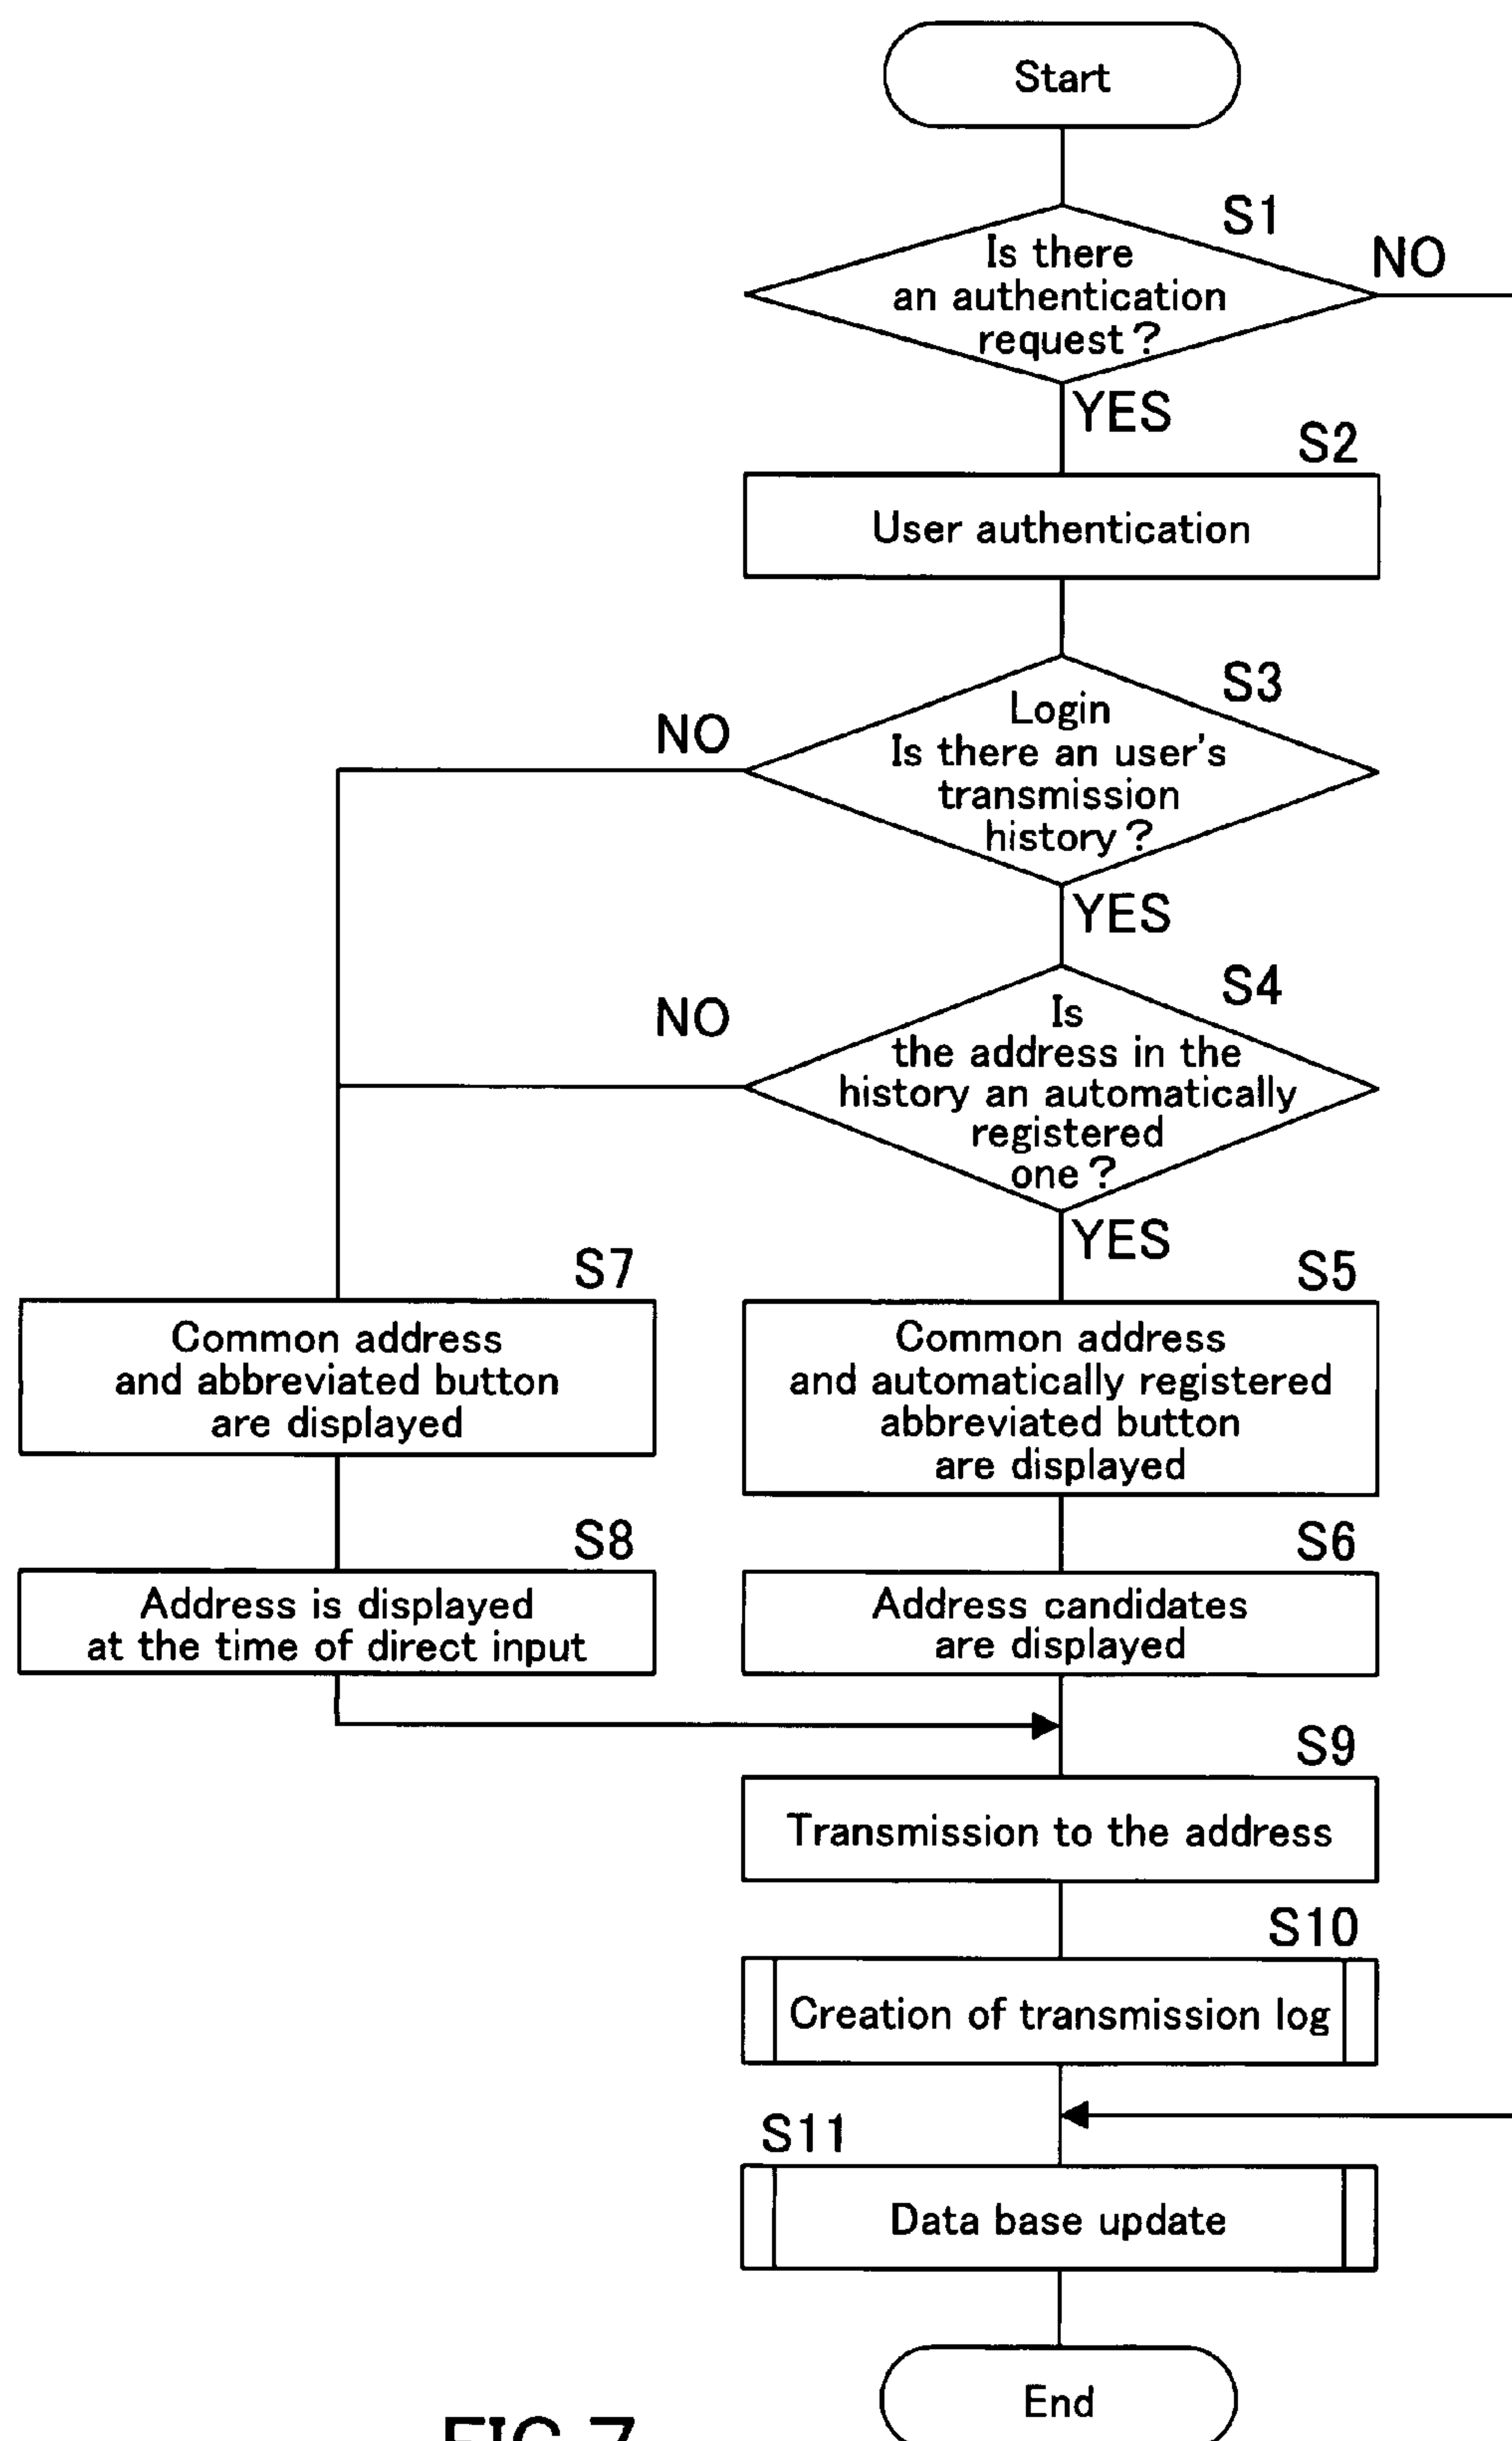 Start
S1
Is there
an authentication
request?
NO
YES
S2
User authentication
S3
Login
Is there an user's
transmission
history?
NO
YES
S4
Is
the address in the
history an automatically
registered
one?
NO
YES
S7
Common address
and abbreviated button
are displayed
S5
Common address
and automatically registered
abbreviated button
are displayed
S8
Address is displayed
at the time of direct input
S6
Address candidates
are displayed
S9
Transmission to the address
S10
Creation of transmission log
S11
Data base update
End
FIG.7